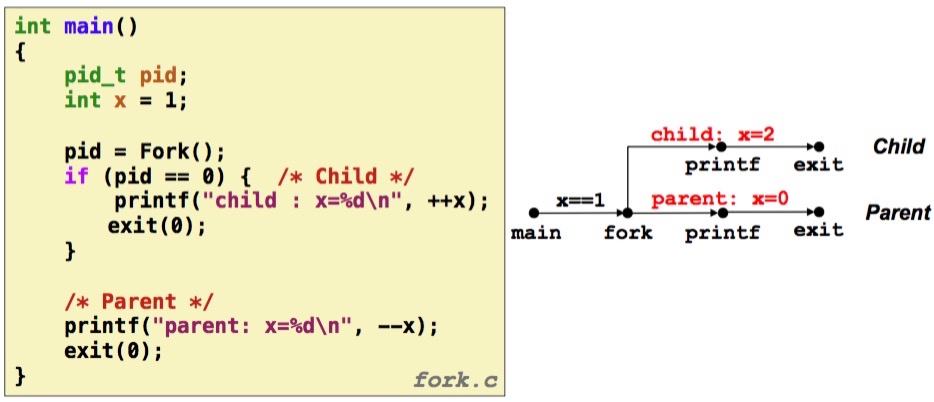 int main()
{
    pid_t pid;
    int x = 1;

    pid = Fork();
    if (pid == 0) {  /* Child */
        printf("child : x=%d\n", ++x);
        exit(0);
    }

    /* Parent */
    printf("parent: x=%d\n", --x);
    exit(0);
}
fork.c
child: x=2
Child
printf exit
x==1 parent: x=0
Parent
main fork printf exit